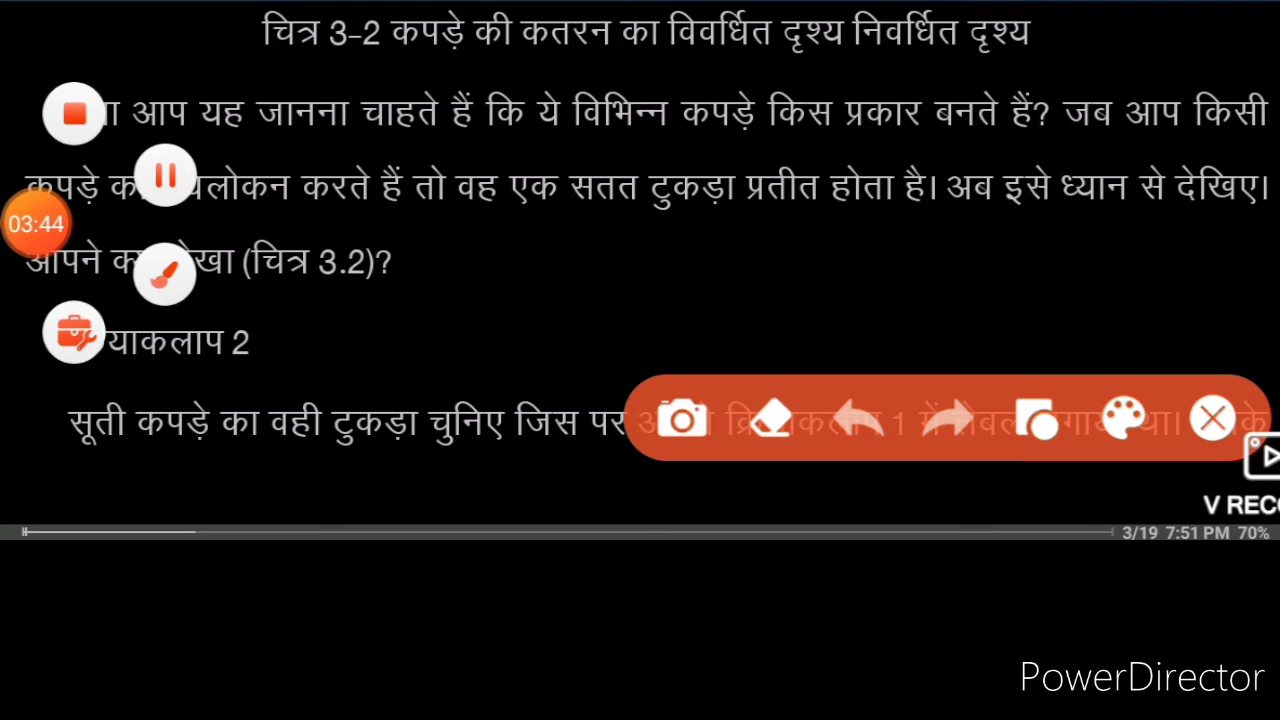 चित्र 3-2 कपड़े की कतरन का विवर्धित दृश्य निवर्धित दृश्य
आप यह जानना चाहते हैं कि ये विभिन्न कपड़े किस प्रकार बनते हैं? जब आप किसी
कपड़े करते हैं तो वह एक सतत टुकड़ा प्रतीत होता है। अब इसे ध्यान से देखिए।
03:44
आपने (चित्र 3.2)?
याकलाप 2
सूती कपड़े का वही टुकड़ा चुनिए जिस पर 1 में
V REC
3/19 7:51 PM 70%
PowerDirector